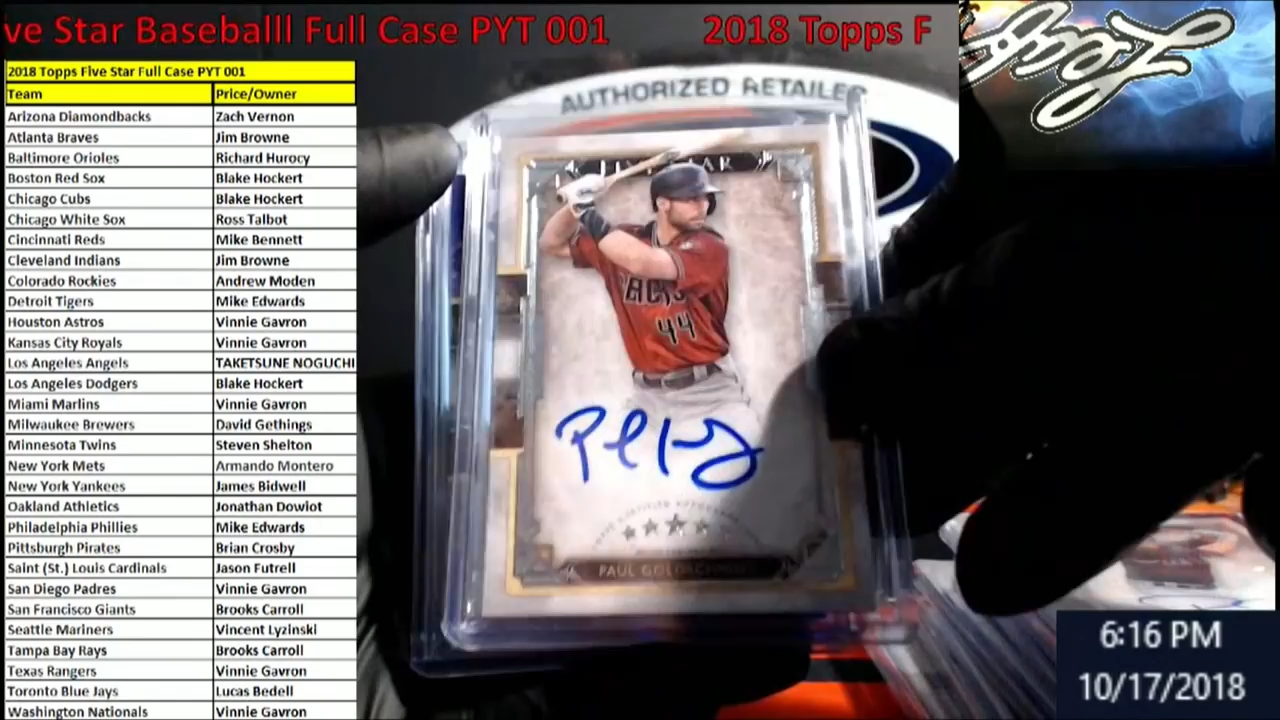 ve Star Baseballl Full Case PYT 001
2018 Topps F
2018 Topps Five Star Full Case PYT 001
Team Price/Owner
Arizona Diamondbacks Zach Vernon
Atlanta Braves Jim Browne
Baltimore Orioles Richard Hurocy
Boston Red Sox Blake Hockert
Chicago Cubs Blake Hockert
Chicago White Sox Ross Talbot
Cincinnati Reds Mike Bennett
Cleveland Indians Jim Browne
Colorado Rockies Andrew Moden
Detroit Tigers Mike Edwards
Houston Astros Vinnie Gavron
Kansas City Royals Vinnie Gavron
Los Angeles Angels TAKETSUNE NOGUCHI
Los Angeles Dodgers Blake Hockert
Miami Marlins Vinnie Gavron
Milwaukee Brewers David Gethings
Minnesota Twins Steven Shelton
New York Mets Armando Montero
New York Yankees James Bidwell
Oakland Athletics Jonathan Dowiot
Philadelphia Phillies Mike Edwards
Pittsburgh Pirates Brian Crosby
Saint (St.) Louis Cardinals Jason Futrell
San Diego Padres Vinnie Gavron
San Francisco Giants Brooks Carroll
Seattle Mariners Vincent Lyzinski
Tampa Bay Rays Brooks Carroll
Texas Rangers Vinnie Gavron
Toronto Blue Jays Lucas Bedell
Washington Nationals Vinnie Gavron
AUTHORIZED RETAILER
44
PAUL
Leaf
6:16 PM
10/17/2018